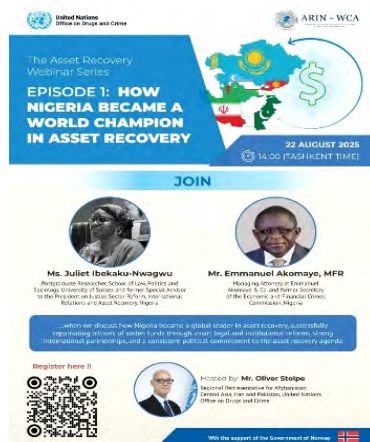 United Nations
Office on Drugs and Crime
ARIN - WCA
The Asset Recovery
Webinar Series
EPISODE 1: HOW
NIGERIA BECAME A
WORLD CHAMPION
IN ASSET RECOVERY
22 AUGUST 2025
14:00 (TASHKENT TIME)
JOIN
Ms. Juliet Ibekaku-Nwagwu
Postgraduate Researcher, School of Law, Politics and
Sociology, University of Sussex and former Special Advisor
to the President on Justice Sector Reform, International
Relations and Asset Recovery, Nigeria
Mr. Emmanuel Akomaye, MFR
Managing Attorney at Emmanuel
Akomaye & Co. and former Secretary
of the Economic and Financial Crimes
Commission, Nigeria
...when we discuss how Nigeria became a global leader in asset recovery, successfully
repatriating billions of stolen funds through smart legal and institutional reforms, strong
international partnerships, and a consistent political commitment to the asset recovery agenda
Register here !!
Hosted by: Mr. Oliver Stolpe
Regional Representative for Afghanistan,
Central Asia, Iran and Pakistan, United Nations
Office on Drugs and Crime
With the support of the Government of Norway